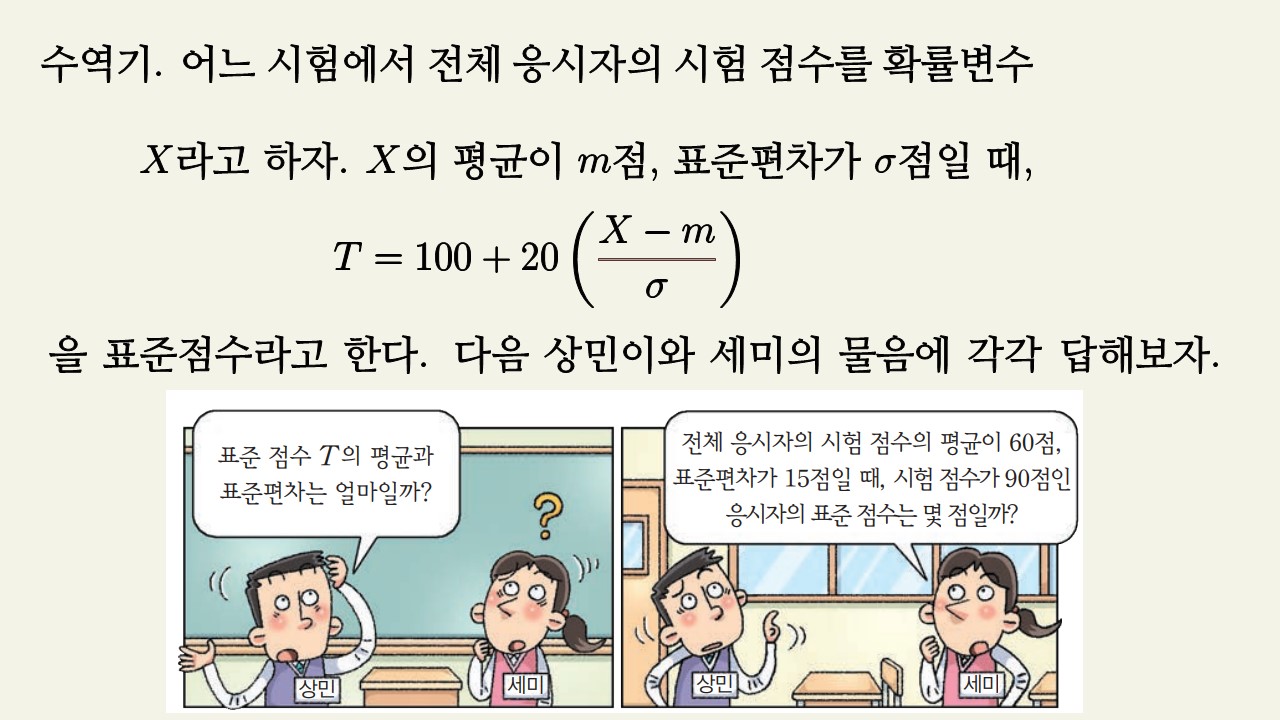 수역기. 어느 시험에서 전체 응시자의 시험 점수를 확률변수
X라고 하자. X의 평균이 m점, 표준편차가 σ점일 때,
T = 100 + 20 ( (X − m) / σ )
을 표준점수라고 한다. 다음 상민이와 세미의 물음에 각각 답해보자.
표준 점수 T의 평균과
표준편차는 얼마일까?
?
상민
세미
전체 응시자의 시험 점수의 평균이 60점,
표준편차가 15점일 때, 시험 점수가 90점인
응시자의 표준 점수는 몇 점일까?
상민
세미